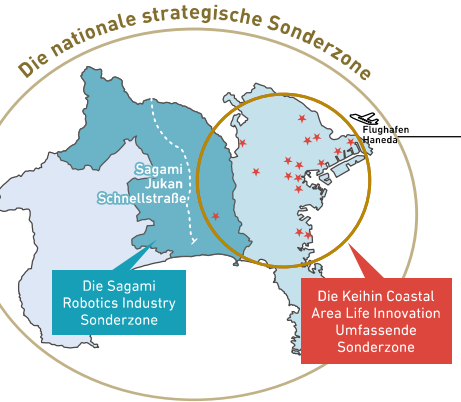 Die nationale strategische Sonderzone
Flughafen
Haneda
Sagami
Jukan
Schnellstraße
Die Sagami
Robotics Industry
Sonderzone
Die Keihin Coastal
Area Life Innovation
Umfassende
Sonderzone